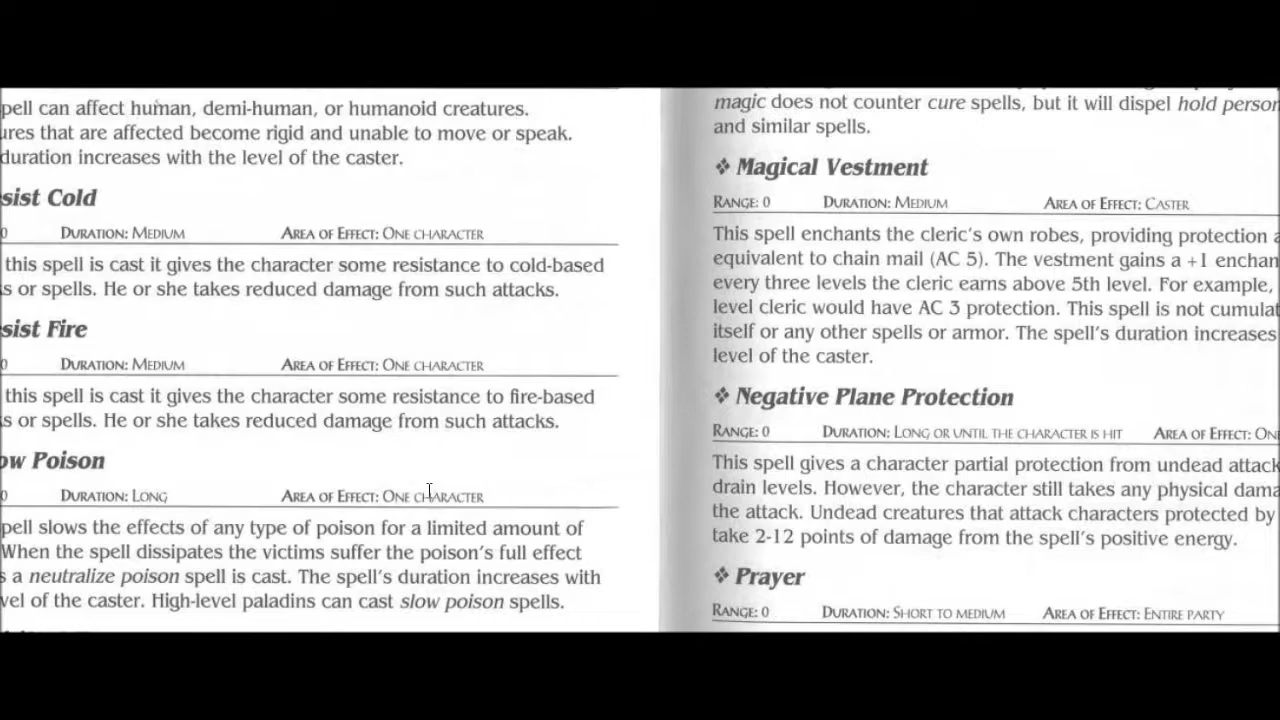 spell can affect human, demi-human, or humanoid creatures.
ures that are affected become rigid and unable to move or speak.
duration increases with the level of the caster.
sist Cold
0 DURATION: MEDIUM AREA OF EFFECT: ONE CHARACTER
this spell is cast it gives the character some resistance to cold-based
s or spells. He or she takes reduced damage from such attacks.
sist Fire
0 DURATION: MEDIUM AREA OF EFFECT: ONE CHARACTER
this spell is cast it gives the character some resistance to fire-based
s or spells. He or she takes reduced damage from such attacks.
ow Poison
0 DURATION: LONG AREA OF EFFECT: ONE CHARACTER
pell slows the effects of any type of poison for a limited amount of
When the spell dissipates the victims suffer the poison's full effect
s a neutralize poison spell is cast. The spell's duration increases with
vel of the caster. High-level paladins can cast slow poison spells.
magic does not counter cure spells, but it will dispel hold person
and similar spells.
❖ Magical Vestment
RANGE: 0 DURATION: MEDIUM AREA OF EFFECT: CASTER
This spell enchants the cleric's own robes, providing protection a
equivalent to chain mail (AC 5). The vestment gains a +1 enchan
every three levels the cleric earns above 5th level. For example,
level cleric would have AC 3 protection. This spell is not cumulat
itself or any other spells or armor. The spell's duration increases
level of the caster.
❖ Negative Plane Protection
RANGE: 0 DURATION: LONG OR UNTIL THE CHARACTER IS HIT AREA OF EFFECT: ON
This spell gives a character partial protection from undead attack
drain levels. However, the character still takes any physical dama
the attack. Undead creatures that attack characters protected by
take 2-12 points of damage from the spell's positive energy.
❖ Prayer
RANGE: 0 DURATION: SHORT TO MEDIUM AREA OF EFFECT: ENTIRE PARTY